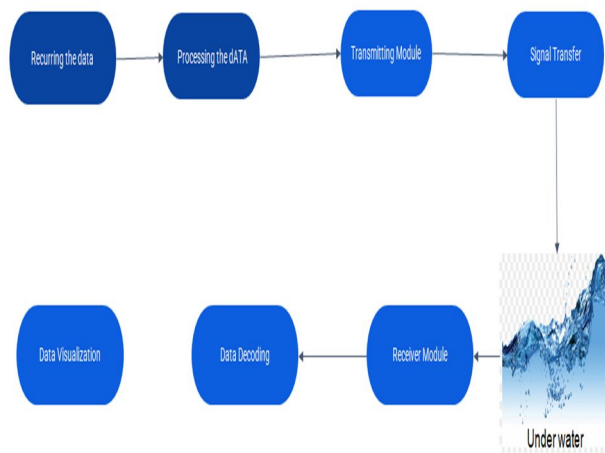 Recurring the data
Processing the dATA
Transmitting Module
Signal Transfer
Under water
Receiver Module
Data Decoding
Data Visualization